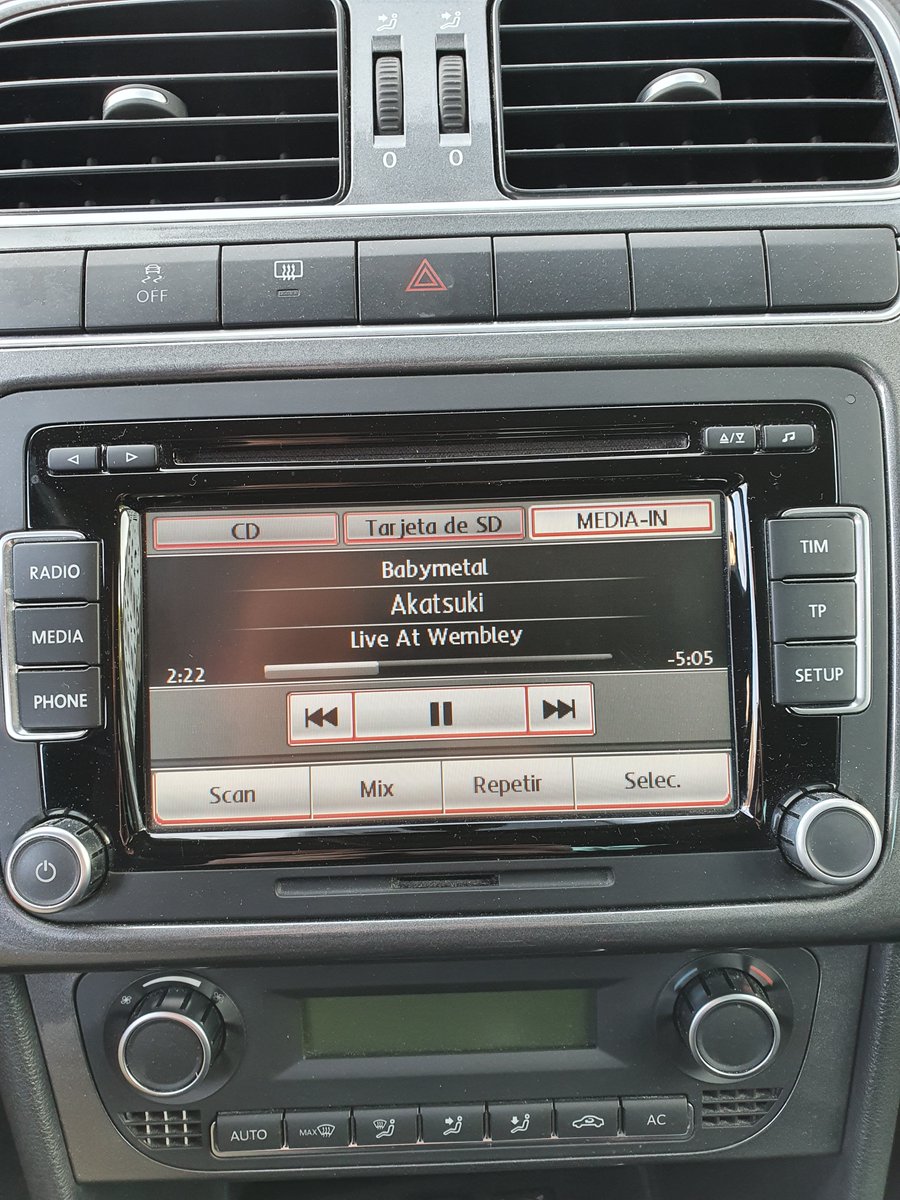 0 0
OFF
CD Tarjeta de SD MEDIA-IN
RADIO
Babymetal
TIM
Akatsuki
MEDIA
Live At Wembley
TP
2:22 -5:05
PHONE
SETUP
Scan Mix Repetir Selec.
AUTO MAX AC